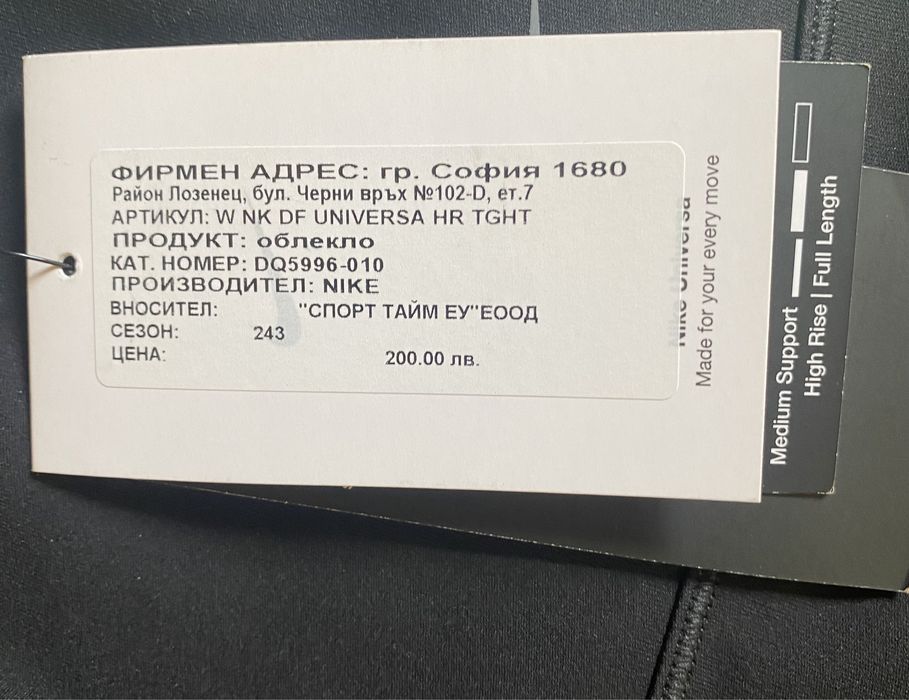 ФИРМЕН АДРЕС: гр. София 1680
Район Лозенец, бул. Черни връх №102-D, ет.7
АРТИКУЛ: W NK DF UNIVERSA HR TGHT
ПРОДУКТ: облекло
КАТ. НОМЕР: DQ5996-010
ПРОИЗВОДИТЕЛ: NIKE
ВНОСИТЕЛ: "СПОРТ ТАЙМ ЕУ"ЕООД
СЕЗОН: 243
ЦЕНА: 200.00 лв.
Nike Universa
Made for your every move
Medium Support
High Rise | Full Length